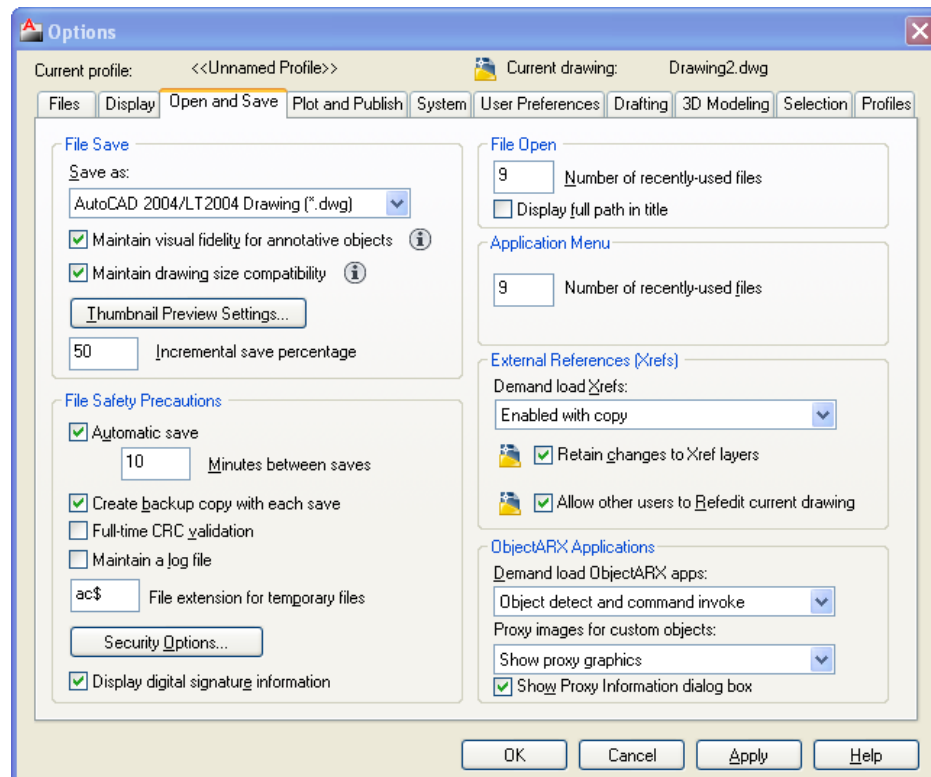 Options
Current profile: <<Unnamed Profile>> Current drawing: Drawing2.dwg
Files Display Open and Save Plot and Publish System User Preferences Drafting 3D Modeling Selection Profiles
File Save
Save as:
AutoCAD 2004/LT2004 Drawing (*.dwg)
Maintain visual fidelity for annotative objects
Maintain drawing size compatibility
Thumbnail Preview Settings...
50 Incremental save percentage
File Safety Precautions
Automatic save
10 Minutes between saves
Create backup copy with each save
Full-time CRC validation
Maintain a log file
ac$ File extension for temporary files
Security Options...
Display digital signature information
File Open
9 Number of recently-used files
Display full path in title
Application Menu
9 Number of recently-used files
External References (Xrefs)
Demand load Xrefs:
Enabled with copy
Retain changes to Xref layers
Allow other users to Refedit current drawing
ObjectARX Applications
Demand load ObjectARX apps:
Object detect and command invoke
Proxy images for custom objects:
Show proxy graphics
Show Proxy Information dialog box
OK Cancel Apply Help